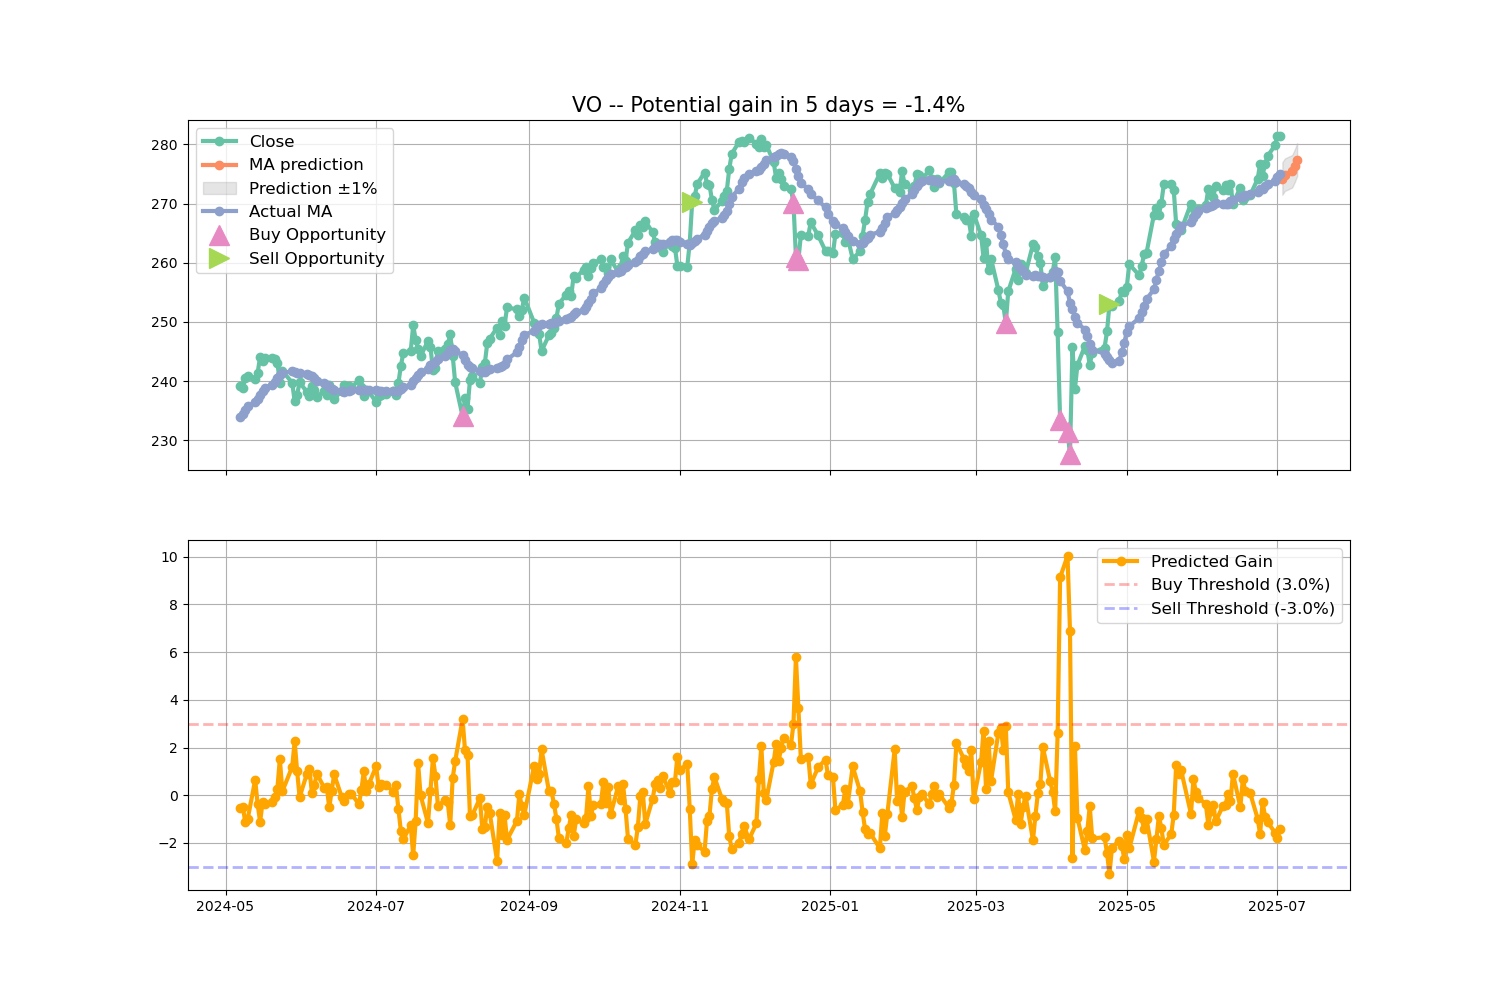 VO -- Potential gain in 5 days = -1.4%
280
270
260
250
240
230
Close
MA prediction
Prediction ±1%
Actual MA
Buy Opportunity
Sell Opportunity
10
8
6
4
2
0
−2
Predicted Gain
Buy Threshold (3.0%)
Sell Threshold (-3.0%)
2024-05
2024-07
2024-09
2024-11
2025-01
2025-03
2025-05
2025-07